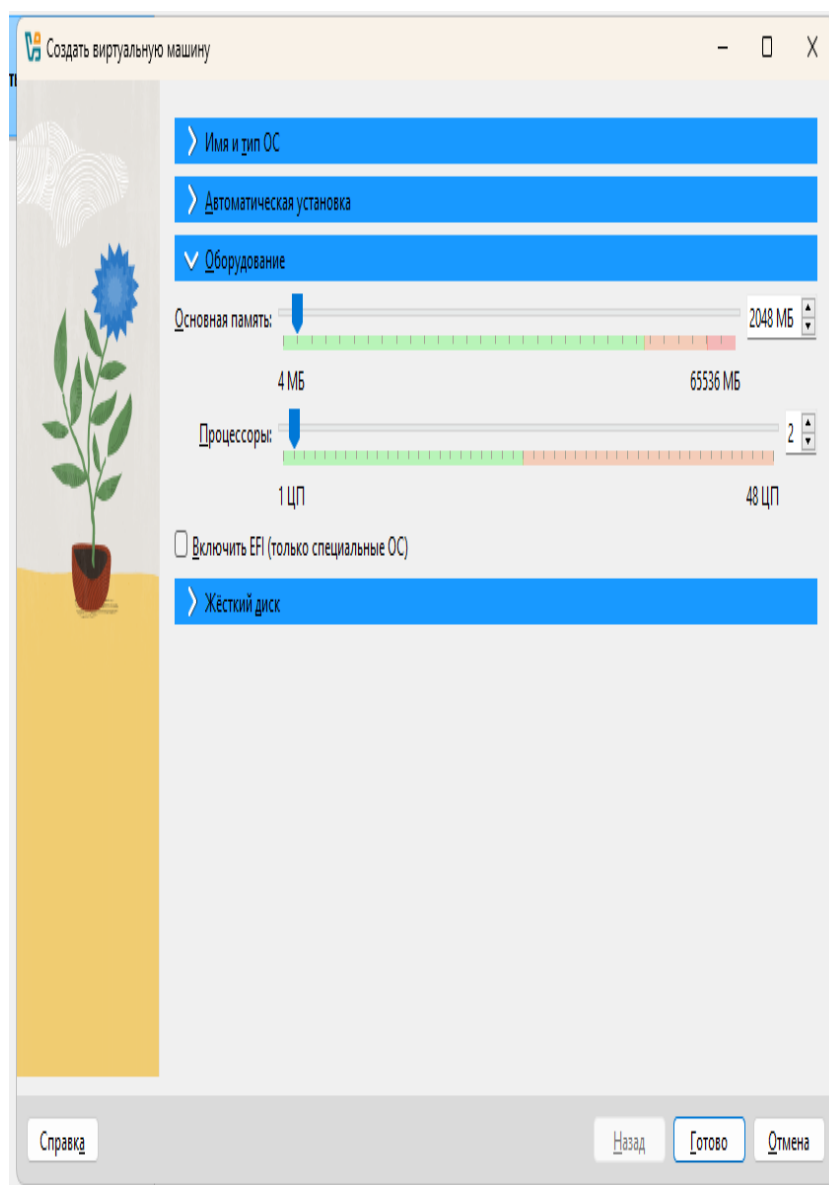 Создать виртуальную машину
Имя и тип ОС
Автоматическая установка
Оборудование
Основная память:
2048 МБ
4 МБ
65536 МБ
Процессоры:
2
1 ЦП
48 ЦП
Включить EFI (только специальные ОС)
Жёсткий диск
Справка
Назад
Готово
Отмена